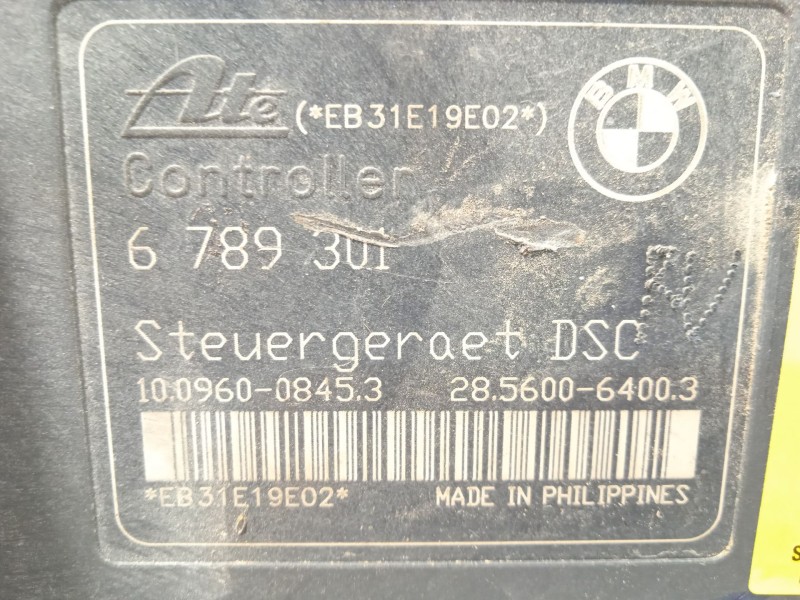 Ate (*EB31E19E02*)
BMW
Controller
6 789 301
Steuergeraet DSC
10.0960-0845.3 28.5600-6400.3
*EB31E19E02* MADE IN PHILIPPINES
S